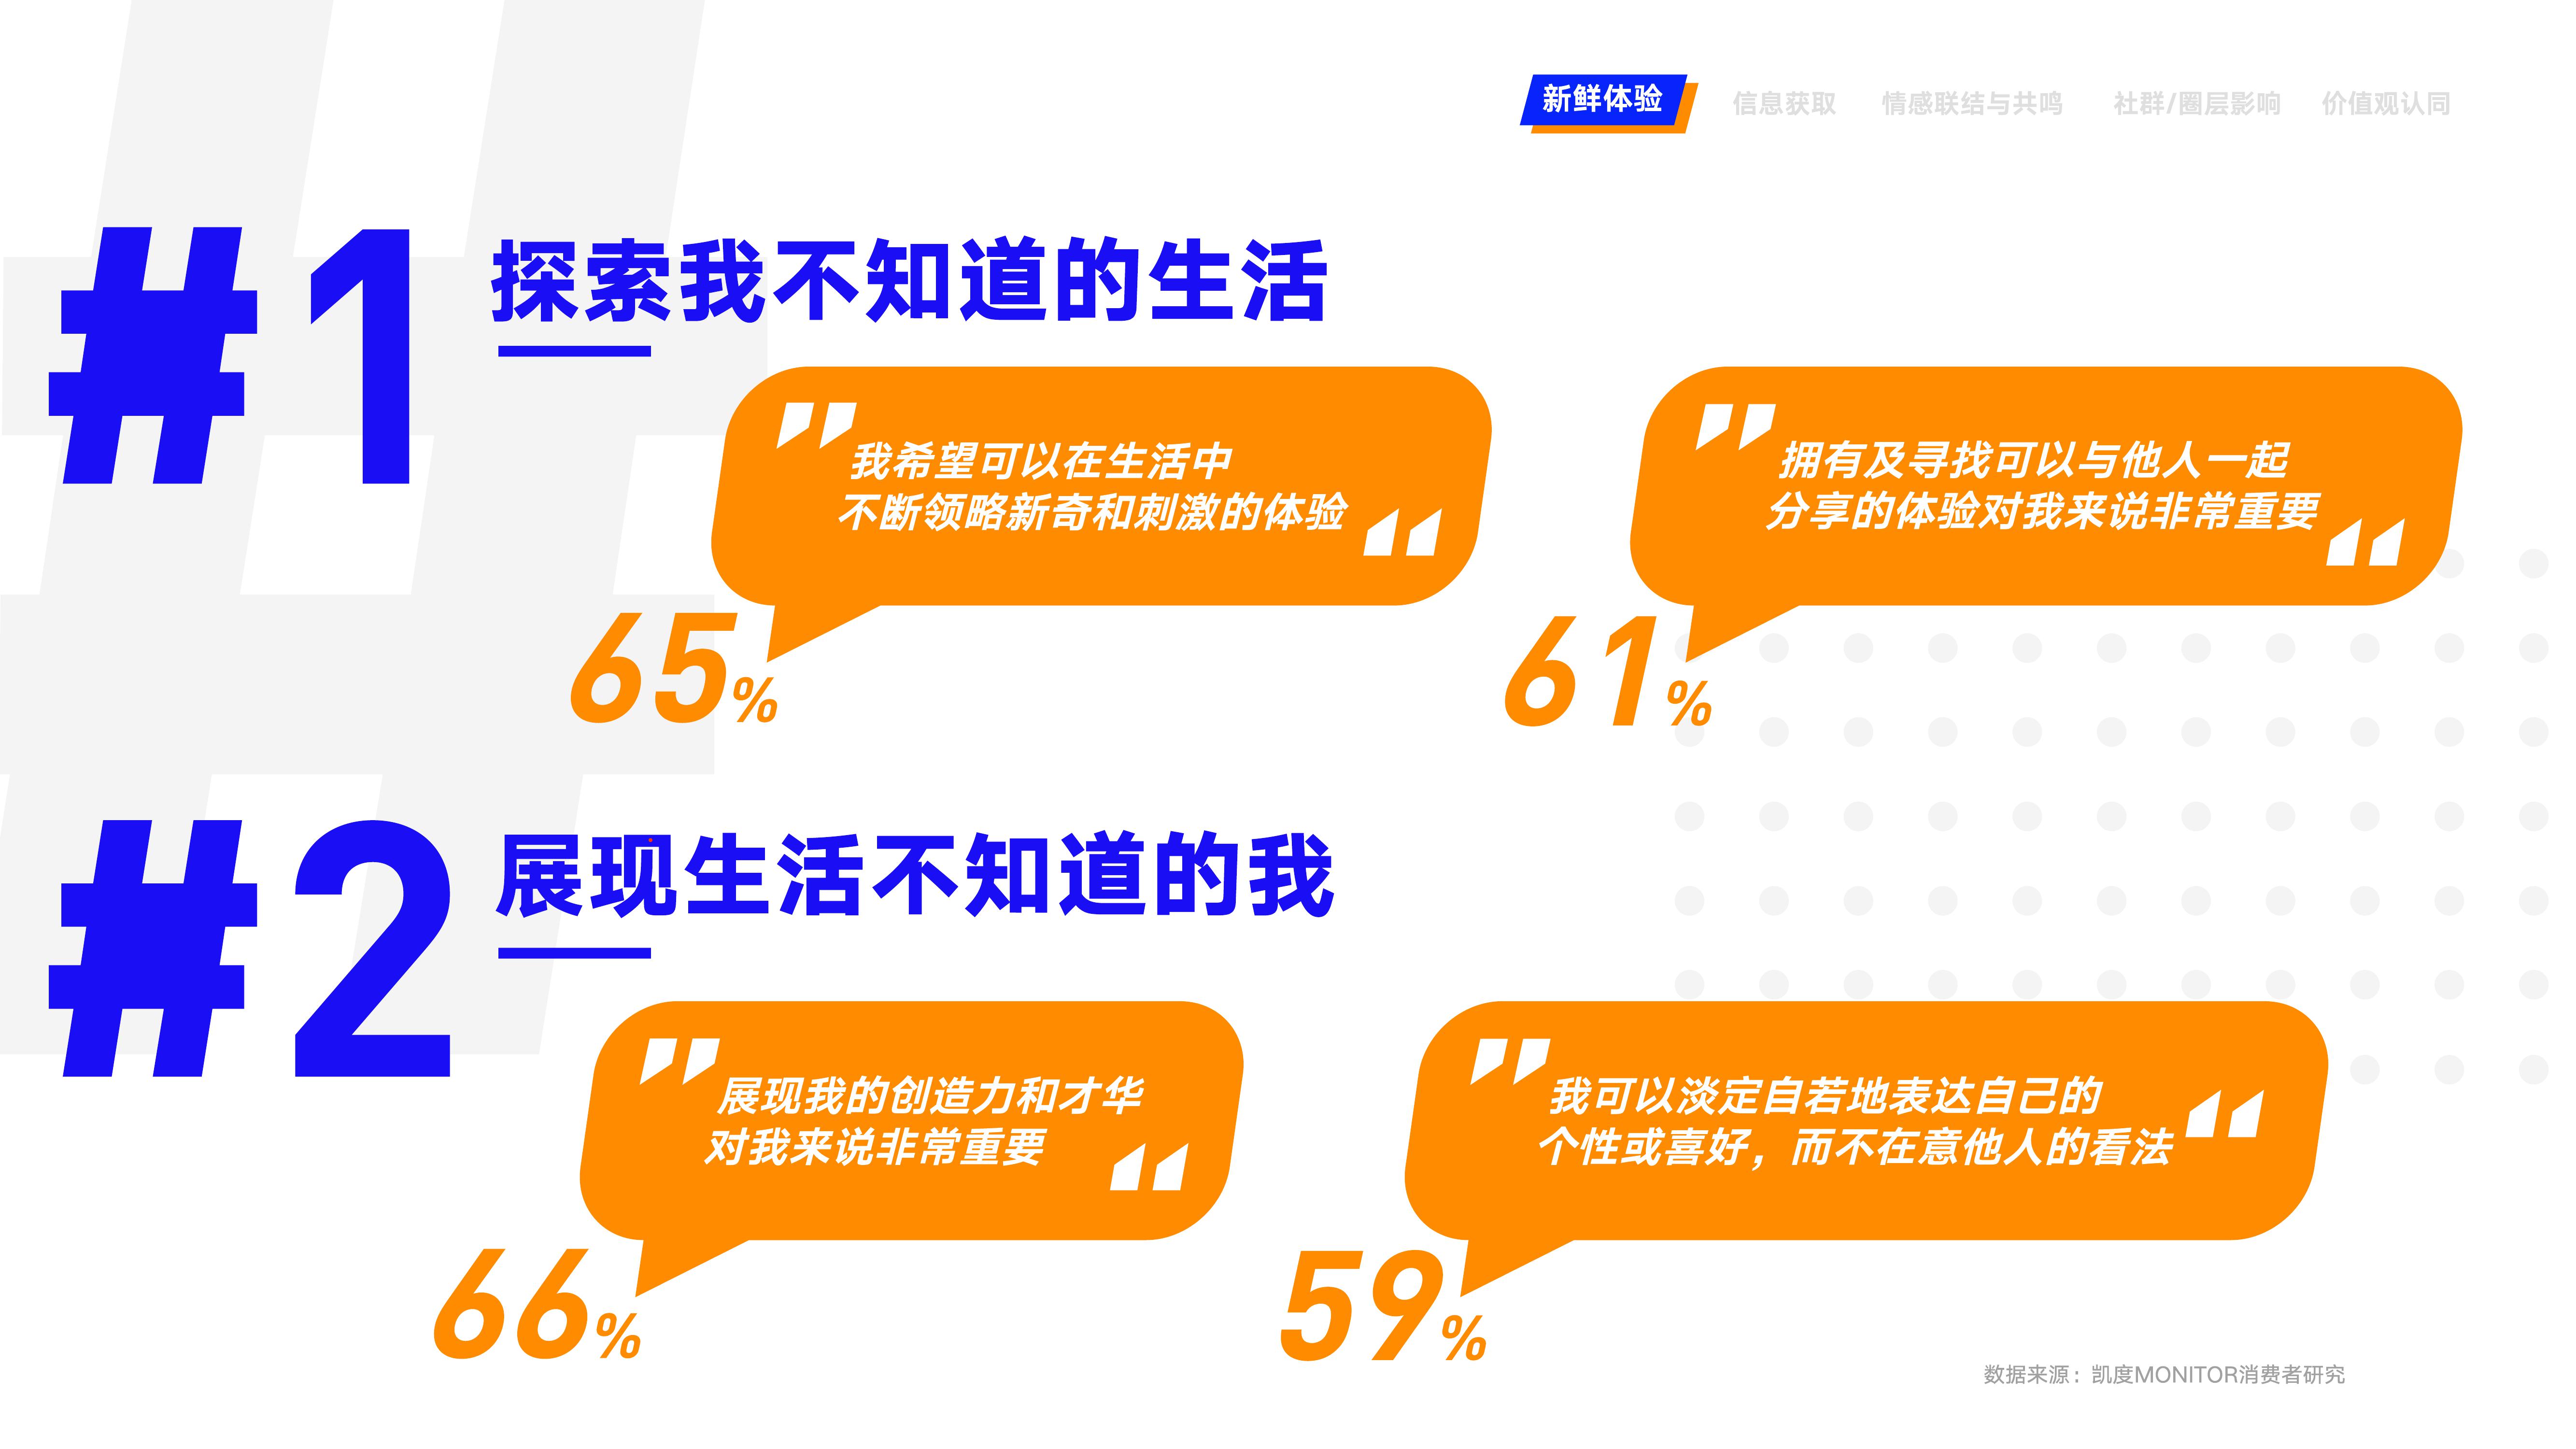 新鲜体验 信息获取 情感联结与共鸣 社群/圈层影响 价值观认同
#1 探索我不知道的生活
"我希望可以在生活中
不断领略新奇和刺激的体验"
65%
"拥有及寻找可以与他人一起
分享的体验对我来说非常重要"
61%
#2 展现生活不知道的我
"展现我的创造力和才华
对我来说非常重要"
66%
"我可以淡定自若地表达自己的
个性或喜好，而不在意他人的看法"
59%
数据来源：凯度MONITOR消费者研究